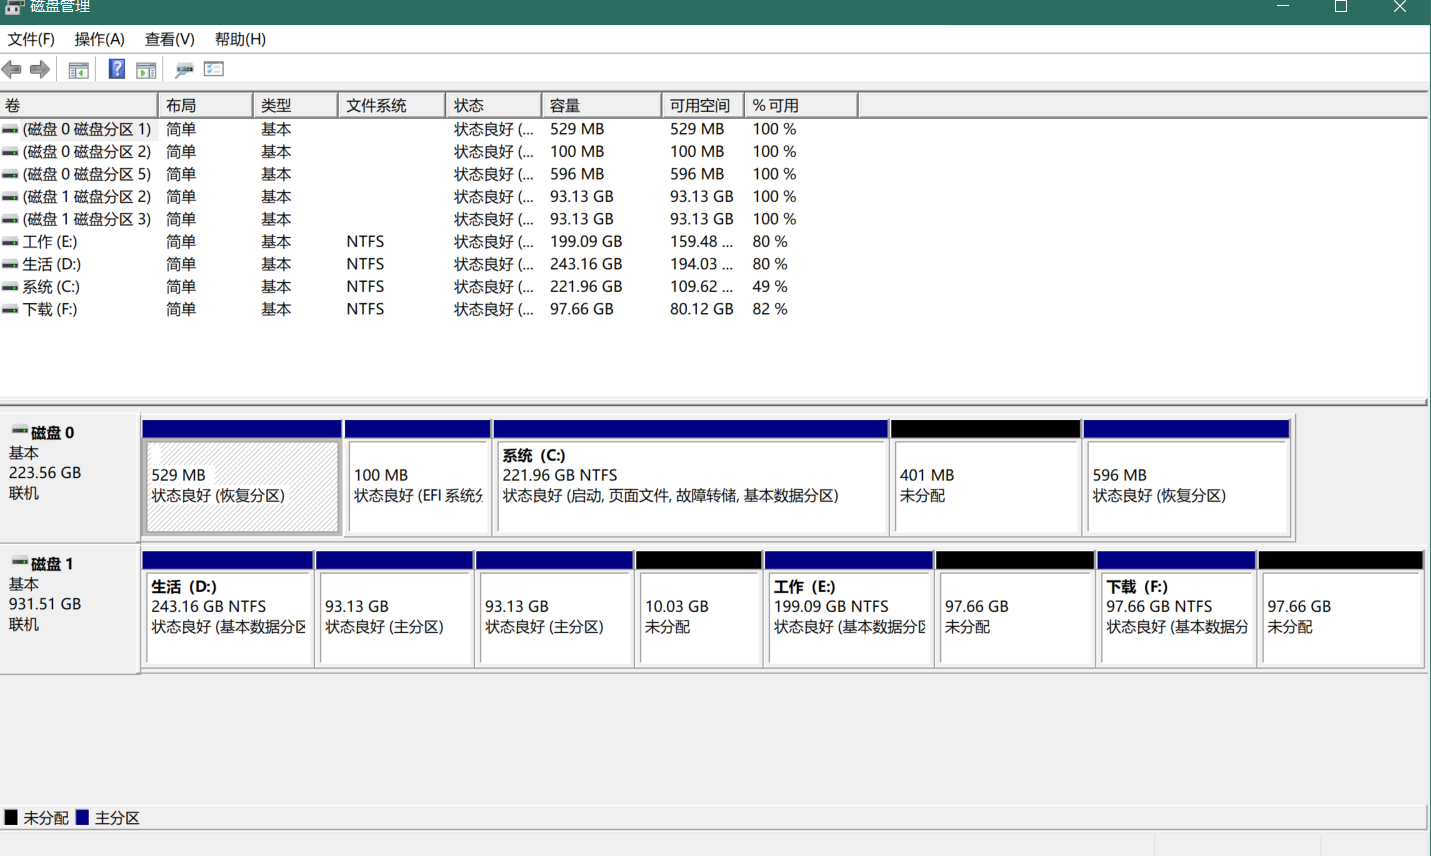 磁盘管理
文件(F) 操作(A) 查看(V) 帮助(H)
卷 布局 类型 文件系统 状态 容量 可用空间 % 可用
(磁盘 0 磁盘分区 1) 简单 基本 状态良好 (... 529 MB 529 MB 100 %
(磁盘 0 磁盘分区 2) 简单 基本 状态良好 (... 100 MB 100 MB 100 %
(磁盘 0 磁盘分区 5) 简单 基本 状态良好 (... 596 MB 596 MB 100 %
(磁盘 1 磁盘分区 2) 简单 基本 状态良好 (... 93.13 GB 93.13 GB 100 %
(磁盘 1 磁盘分区 3) 简单 基本 状态良好 (... 93.13 GB 93.13 GB 100 %
工作 (E:) 简单 基本 NTFS 状态良好 (... 199.09 GB 159.48 ... 80 %
生活 (D:) 简单 基本 NTFS 状态良好 (... 243.16 GB 194.03 ... 80 %
系统 (C:) 简单 基本 NTFS 状态良好 (... 221.96 GB 109.62 ... 49 %
下载 (F:) 简单 基本 NTFS 状态良好 (... 97.66 GB 80.12 GB 82 %
磁盘 0
基本
223.56 GB
联机
529 MB
状态良好 (恢复分区)
100 MB
状态良好 (EFI 系统分
系统 (C:)
221.96 GB NTFS
状态良好 (启动, 页面文件, 故障转储, 基本数据分区)
401 MB
未分配
596 MB
状态良好 (恢复分区)
磁盘 1
基本
931.51 GB
联机
生活 (D:)
243.16 GB NTFS
状态良好 (基本数据分区
93.13 GB
状态良好 (主分区)
93.13 GB
状态良好 (主分区)
10.03 GB
未分配
工作 (E:)
199.09 GB NTFS
状态良好 (基本数据分区
97.66 GB
未分配
下载 (F:)
97.66 GB NTFS
状态良好 (基本数据分
97.66 GB
未分配
未分配 主分区